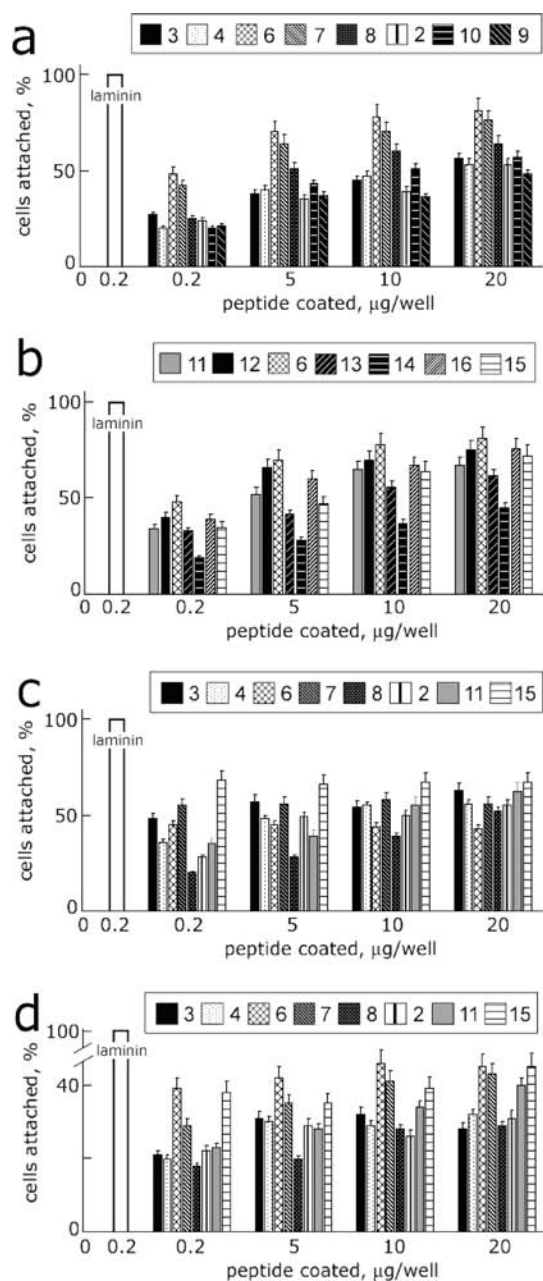 a
3 4 6 7 8 2 10 9
cells attached, %
100
laminin
50
0
0 0.2 0.2 5 10 20
peptide coated, µg/well
b
11 12 6 13 14 16 15
cells attached, %
100
laminin
50
0
0 0.2 0.2 5 10 20
peptide coated, µg/well
c
3 4 6 7 8 2 11 15
cells attached, %
100
laminin
50
0
0 0.2 0.2 5 10 20
peptide coated, µg/well
d
3 4 6 7 8 2 11 15
cells attached, %
100
laminin
40
0
0 0.2 0.2 5 10 20
peptide coated, µg/well